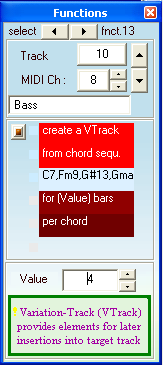 Functions
select fnct.13
Track 10
MIDI Ch : 8
Bass
create a VTrack
from chord sequ.
C7,Fm9,G#13,Gma
for (Value) bars
per chord
Value 4
Variation-Track (VTrack)
provides elements for later
insertions into target track